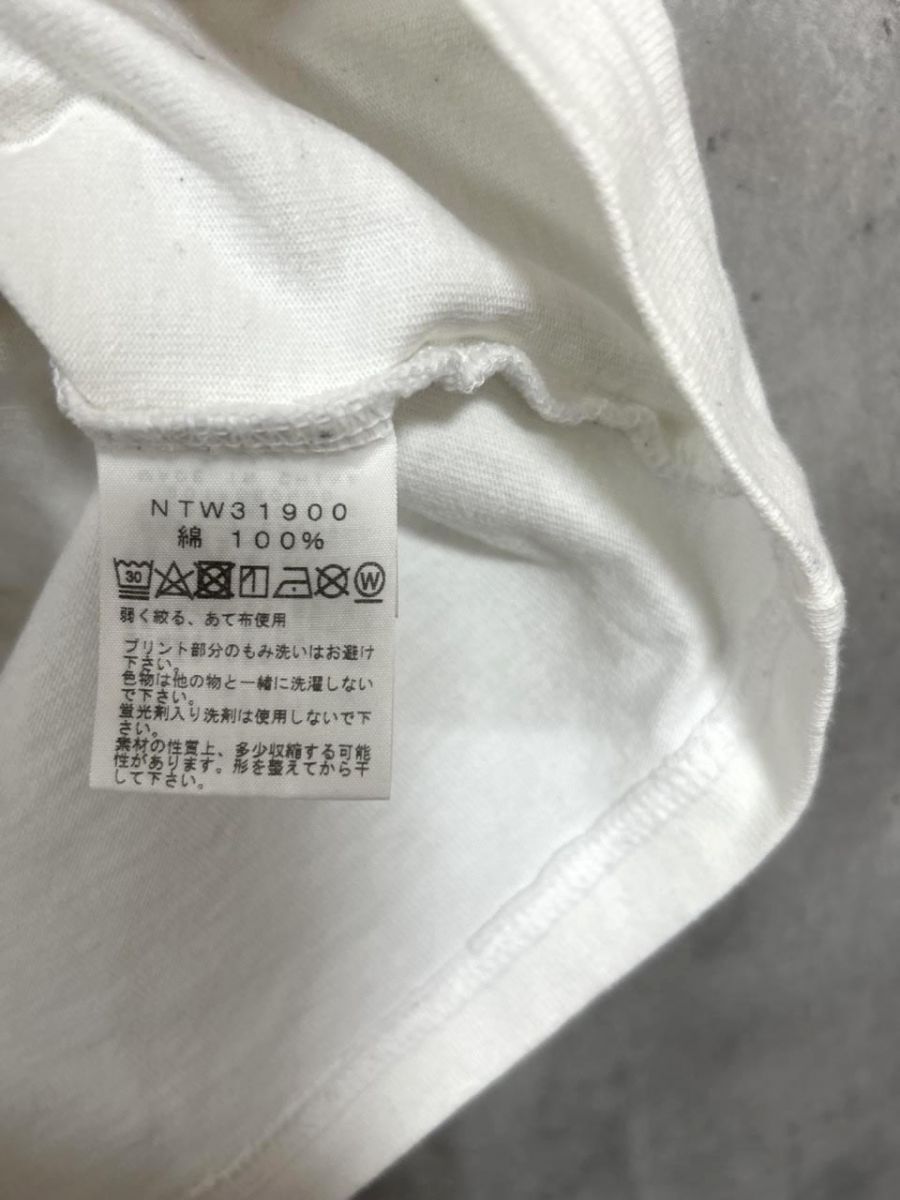 NTW31900
綿 100%
30 W
弱く絞る、あて布使用
プリント部分のもみ洗いはお避け
下さい。
色物は他の物と一緒に洗濯しない
で下さい。
蛍光剤入り洗剤は使用しないで下
さい。
素材の性質上、多少収縮する可能
性があります。形を整えてから干
して下さい。